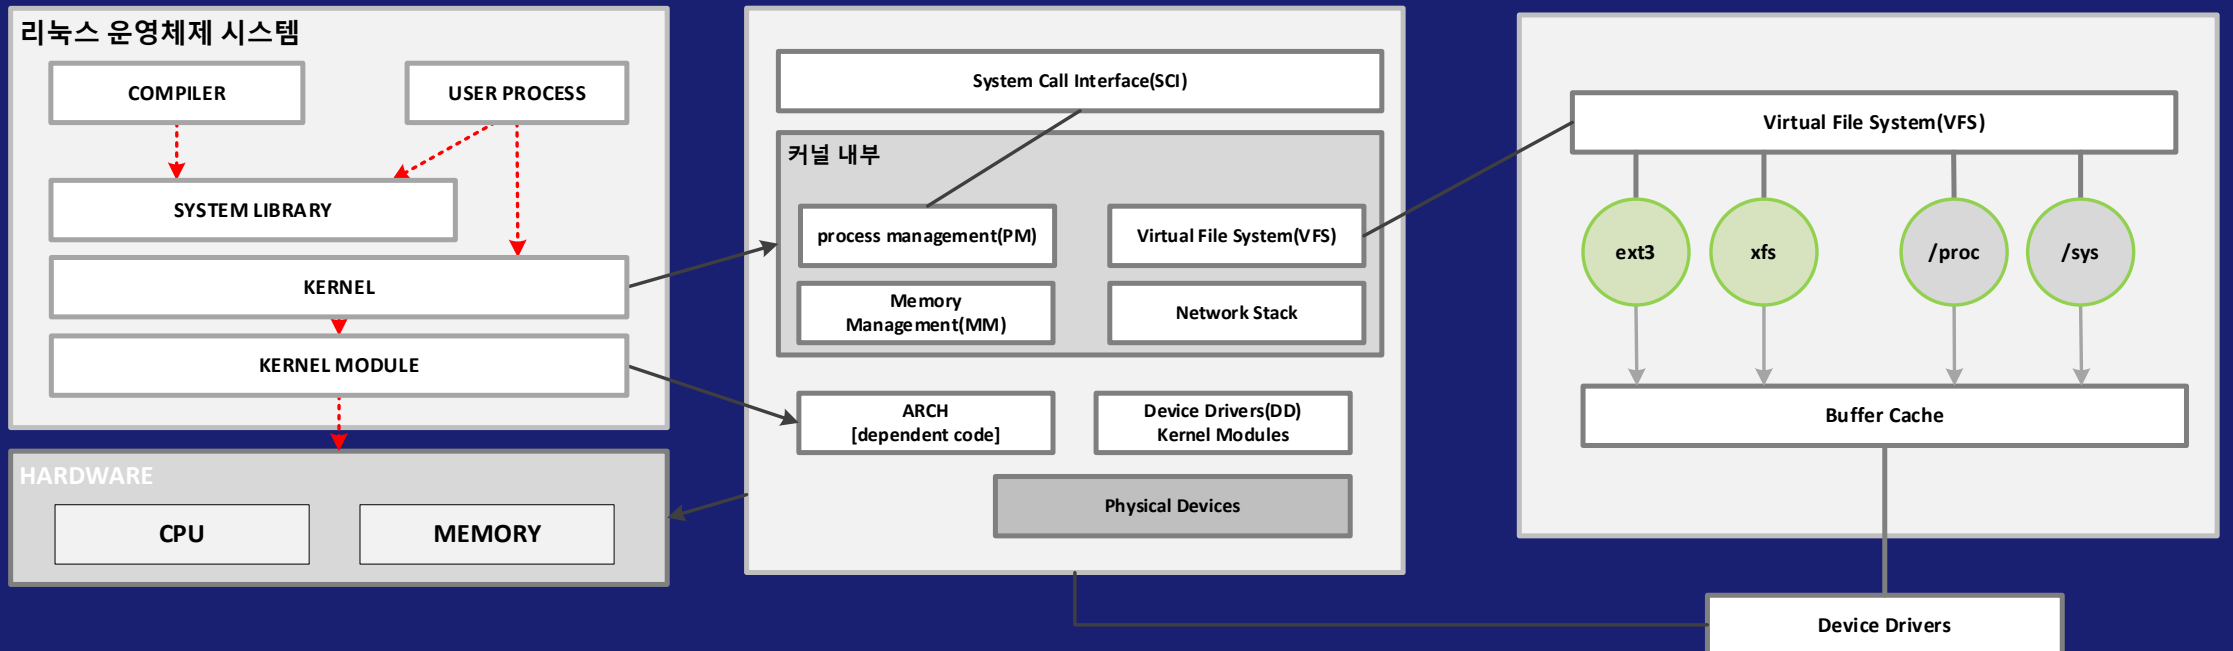 리눅스 운영체제 시스템
COMPILER
USER PROCESS
SYSTEM LIBRARY
KERNEL
KERNEL MODULE
HARDWARE
CPU
MEMORY
System Call Interface(SCI)
커널 내부
process management(PM)
Virtual File System(VFS)
Memory
Management(MM)
Network Stack
ARCH
[dependent code]
Device Drivers(DD)
Kernel Modules
Physical Devices
Virtual File System(VFS)
ext3
xfs
/proc
/sys
Buffer Cache
Device Drivers